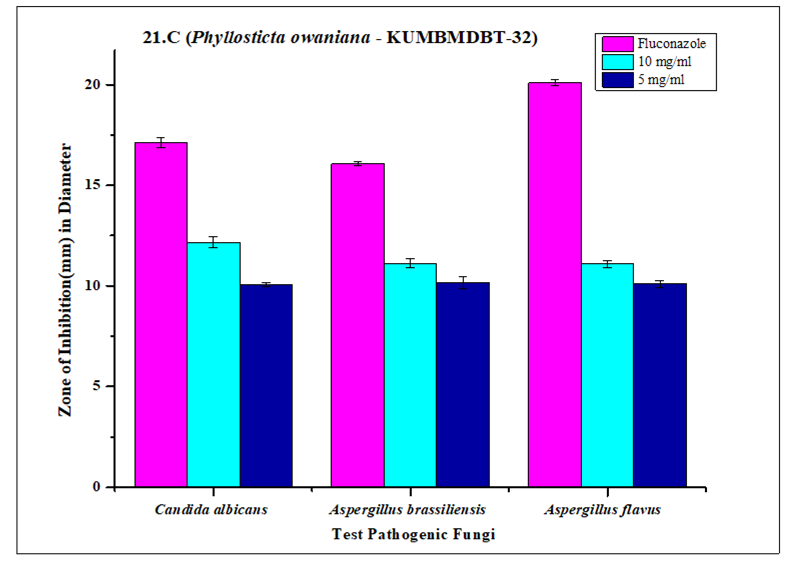 21.C (Phyllosticta owaniana - KUMBMDBT-32)
Fluconazole
10 mg/ml
5 mg/ml
Zone of Inhibition(mm) in Diameter
20
15
10
5
0
Candida albicans
Aspergillus brassiliensis
Aspergillus flavus
Test Pathogenic Fungi